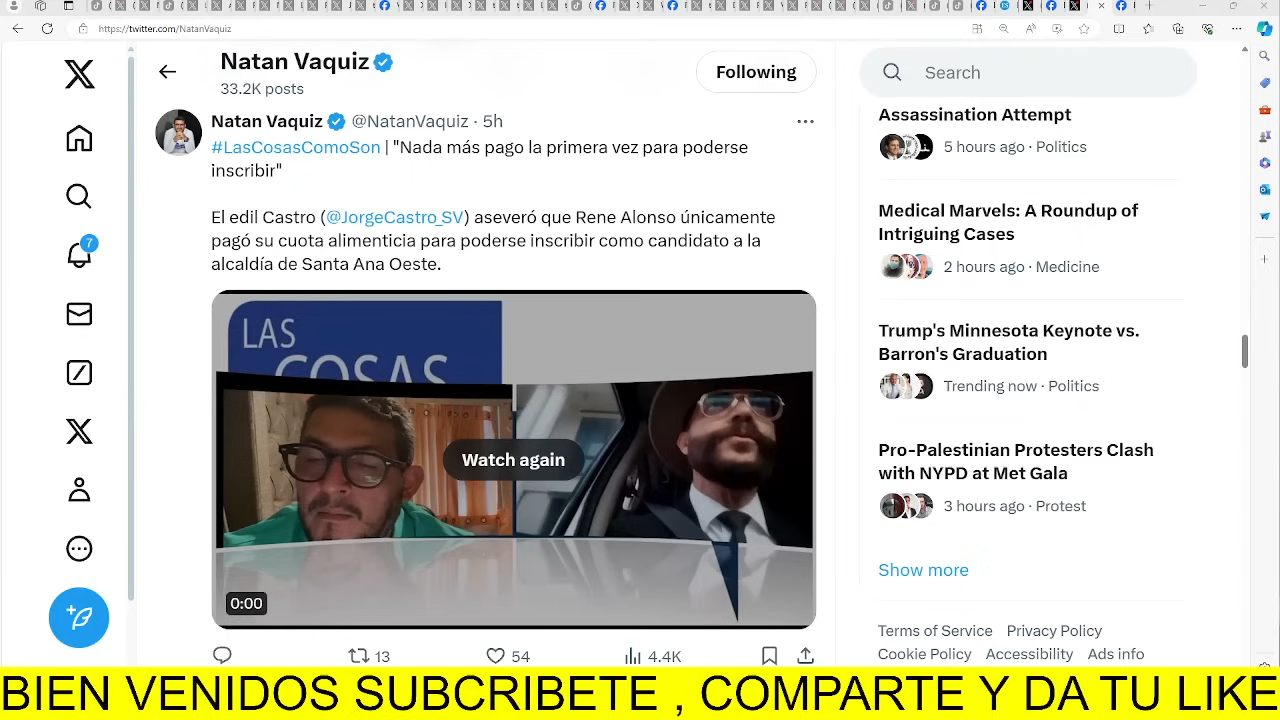 https://twitter.com/NatanVaquiz
Natan Vaquiz
33.2K posts
Following
Search
7
Natan Vaquiz @NatanVaquiz · 5h
#LasCosasComoSon | "Nada más pago la primera vez para poderse
inscribir"
El edil Castro (@JorgeCastro_SV) aseveró que Rene Alonso únicamente
pagó su cuota alimenticia para poderse inscribir como candidato a la
alcaldía de Santa Ana Oeste.
LAS
COSAS
Watch again
0:00
13
54
4.4K
Assassination Attempt
5 hours ago · Politics
Medical Marvels: A Roundup of
Intriguing Cases
2 hours ago · Medicine
Trump's Minnesota Keynote vs.
Barron's Graduation
Trending now · Politics
Pro-Palestinian Protesters Clash
with NYPD at Met Gala
3 hours ago · Protest
Show more
Terms of Service Privacy Policy
Cookie Policy Accessibility Ads info
BIEN VENIDOS SUBCRIBETE , COMPARTE Y DA TU LIKE